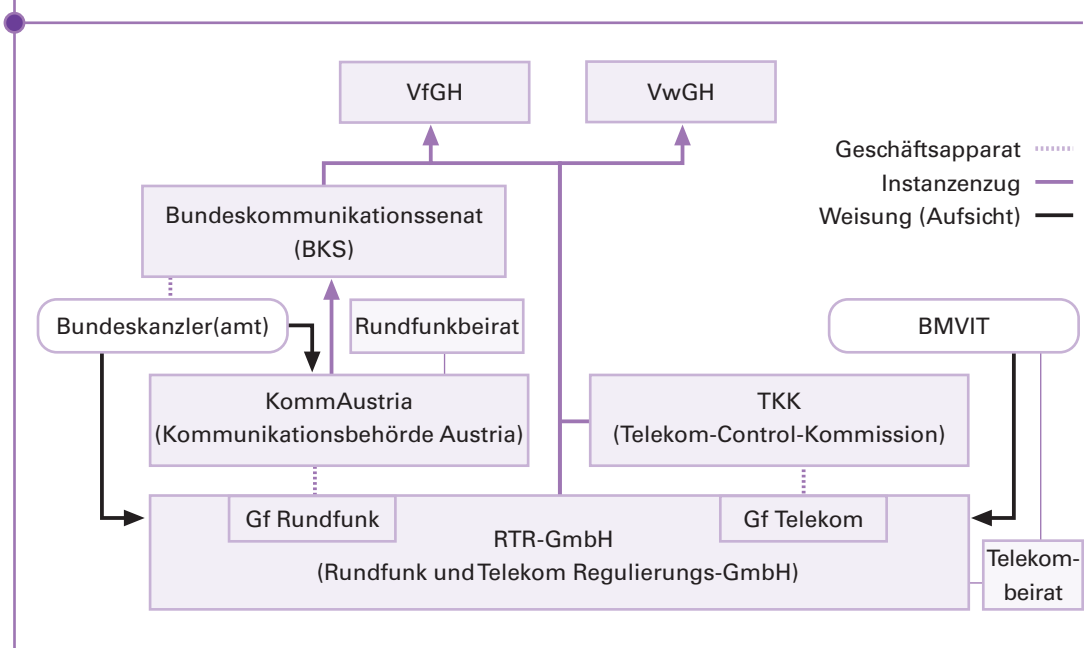 VfGH
VwGH
Geschäftsapparat
Instanzenzug
Weisung (Aufsicht)
Bundeskommunikationssenat
(BKS)
Bundeskanzler(amt)
Rundfunkbeirat
BMVIT
KommAustria
(Kommunikationsbehörde Austria)
TKK
(Telekom-Control-Kommission)
Gf Rundfunk
Gf Telekom
RTR-GmbH
(Rundfunk und Telekom Regulierungs-GmbH)
Telekom-
beirat